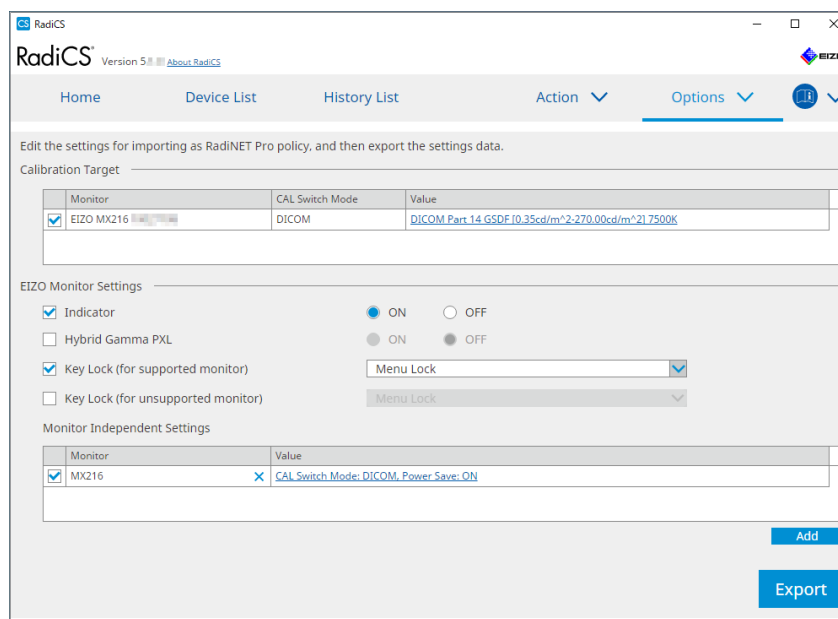 CS RadiCS
RadiCS® Version 5. About RadiCS EIZ
Home Device List History List Action Options
Edit the settings for importing as RadiNET Pro policy, and then export the settings data.
Calibration Target
Monitor CAL Switch Mode Value
EIZO MX216 DICOM DICOM Part 14 GSDF [0.35cd/m^2-270.00cd/m^2] 7500K
EIZO Monitor Settings
Indicator ON OFF
Hybrid Gamma PXL ON OFF
Key Lock (for supported monitor) Menu Lock
Key Lock (for unsupported monitor) Menu Lock
Monitor Independent Settings
Monitor Value
MX216 CAL Switch Mode: DICOM, Power Save: ON
Add
Export